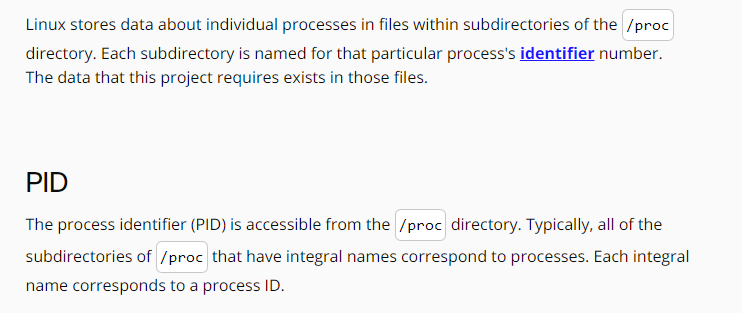 Linux stores data about individual processes in files within subdirectories of the /proc
directory. Each subdirectory is named for that particular process's identifier number.
The data that this project requires exists in those files.
PID
The process identifier (PID) is accessible from the /proc directory. Typically, all of the
subdirectories of /proc that have integral names correspond to processes. Each integral
name corresponds to a process ID.